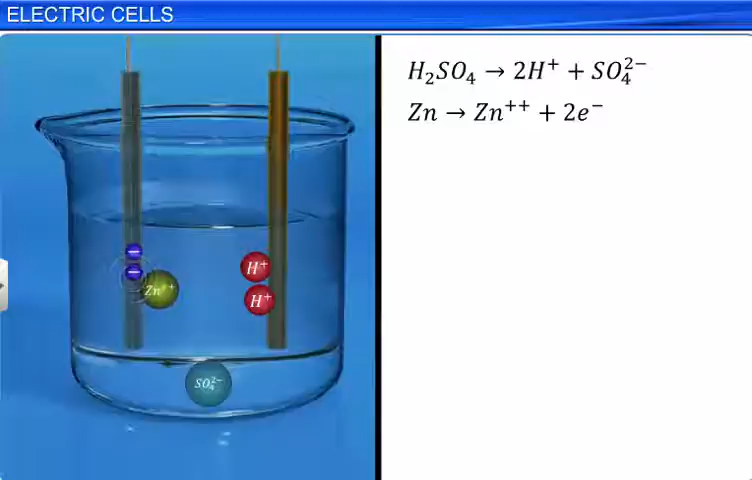 ELECTRIC CELLS
H₂SO₄ → 2H⁺ + SO₄²⁻
Zn → Zn⁺⁺ + 2e⁻
−
−
Zn⁺⁺
H⁺
H⁺
SO₄²⁻